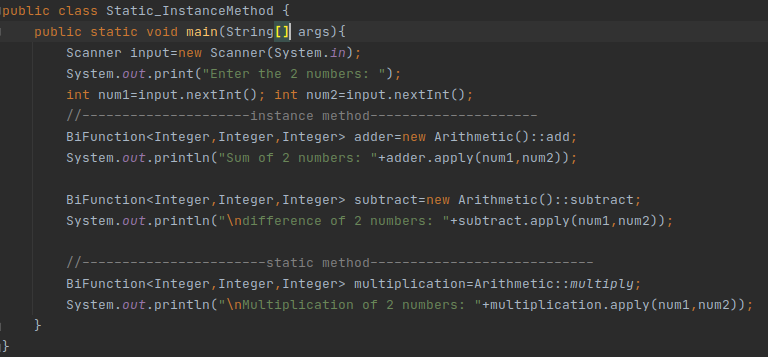 public class Static_InstanceMethod {
public static void main(String[] args){
Scanner input=new Scanner(System.in);
System.out.print("Enter the 2 numbers: ");
int num1=input.nextInt(); int num2=input.nextInt();
//---------------------instance method---------------------
BiFunction<Integer,Integer,Integer> adder=new Arithmetic()::add;
System.out.println("Sum of 2 numbers: "+adder.apply(num1,num2));
BiFunction<Integer,Integer,Integer> subtract=new Arithmetic()::subtract;
System.out.println("\ndifference of 2 numbers: "+subtract.apply(num1,num2));
//-----------------------static method----------------------------
BiFunction<Integer,Integer,Integer> multiplication=Arithmetic::multiply;
System.out.println("\nMultiplication of 2 numbers: "+multiplication.apply(num1,num2));
}
}